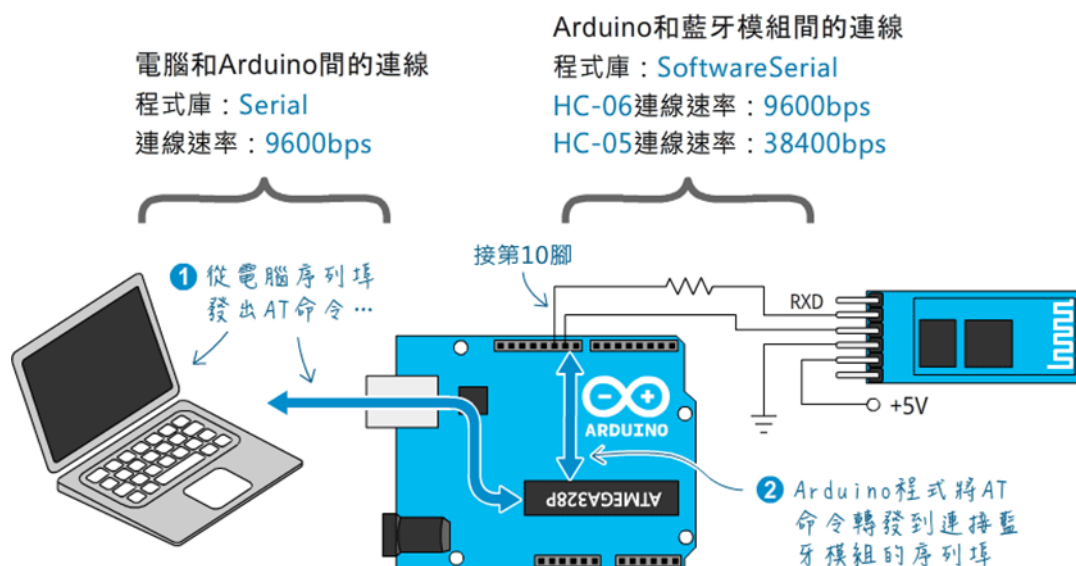 電腦和Arduino間的連線
程式庫：Serial
連線速率：9600bps
Arduino和藍牙模組間的連線
程式庫：SoftwareSerial
HC-06連線速率：9600bps
HC-05連線速率：38400bps
1 從電腦序列埠
發出AT命令…
接第10腳
RXD
+5V
ARDUINO
ATMEGA328P
2 Arduino程式將AT
命令轉發到連接藍
牙模組的序列埠